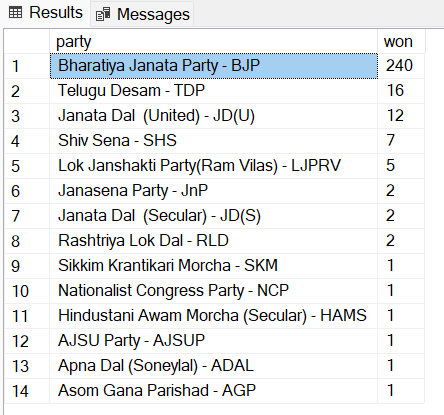 Results Messages
party won
1 Bharatiya Janata Party - BJP 240
2 Telugu Desam - TDP 16
3 Janata Dal  (United) - JD(U) 12
4 Shiv Sena - SHS 7
5 Lok Janshakti Party(Ram Vilas) - LJPRV 5
6 Janasena Party - JnP 2
7 Janata Dal  (Secular) - JD(S) 2
8 Rashtriya Lok Dal - RLD 2
9 Sikkim Krantikari Morcha - SKM 1
10 Nationalist Congress Party - NCP 1
11 Hindustani Awam Morcha (Secular) - HAMS 1
12 AJSU Party - AJSUP 1
13 Apna Dal (Soneylal) - ADAL 1
14 Asom Gana Parishad - AGP 1